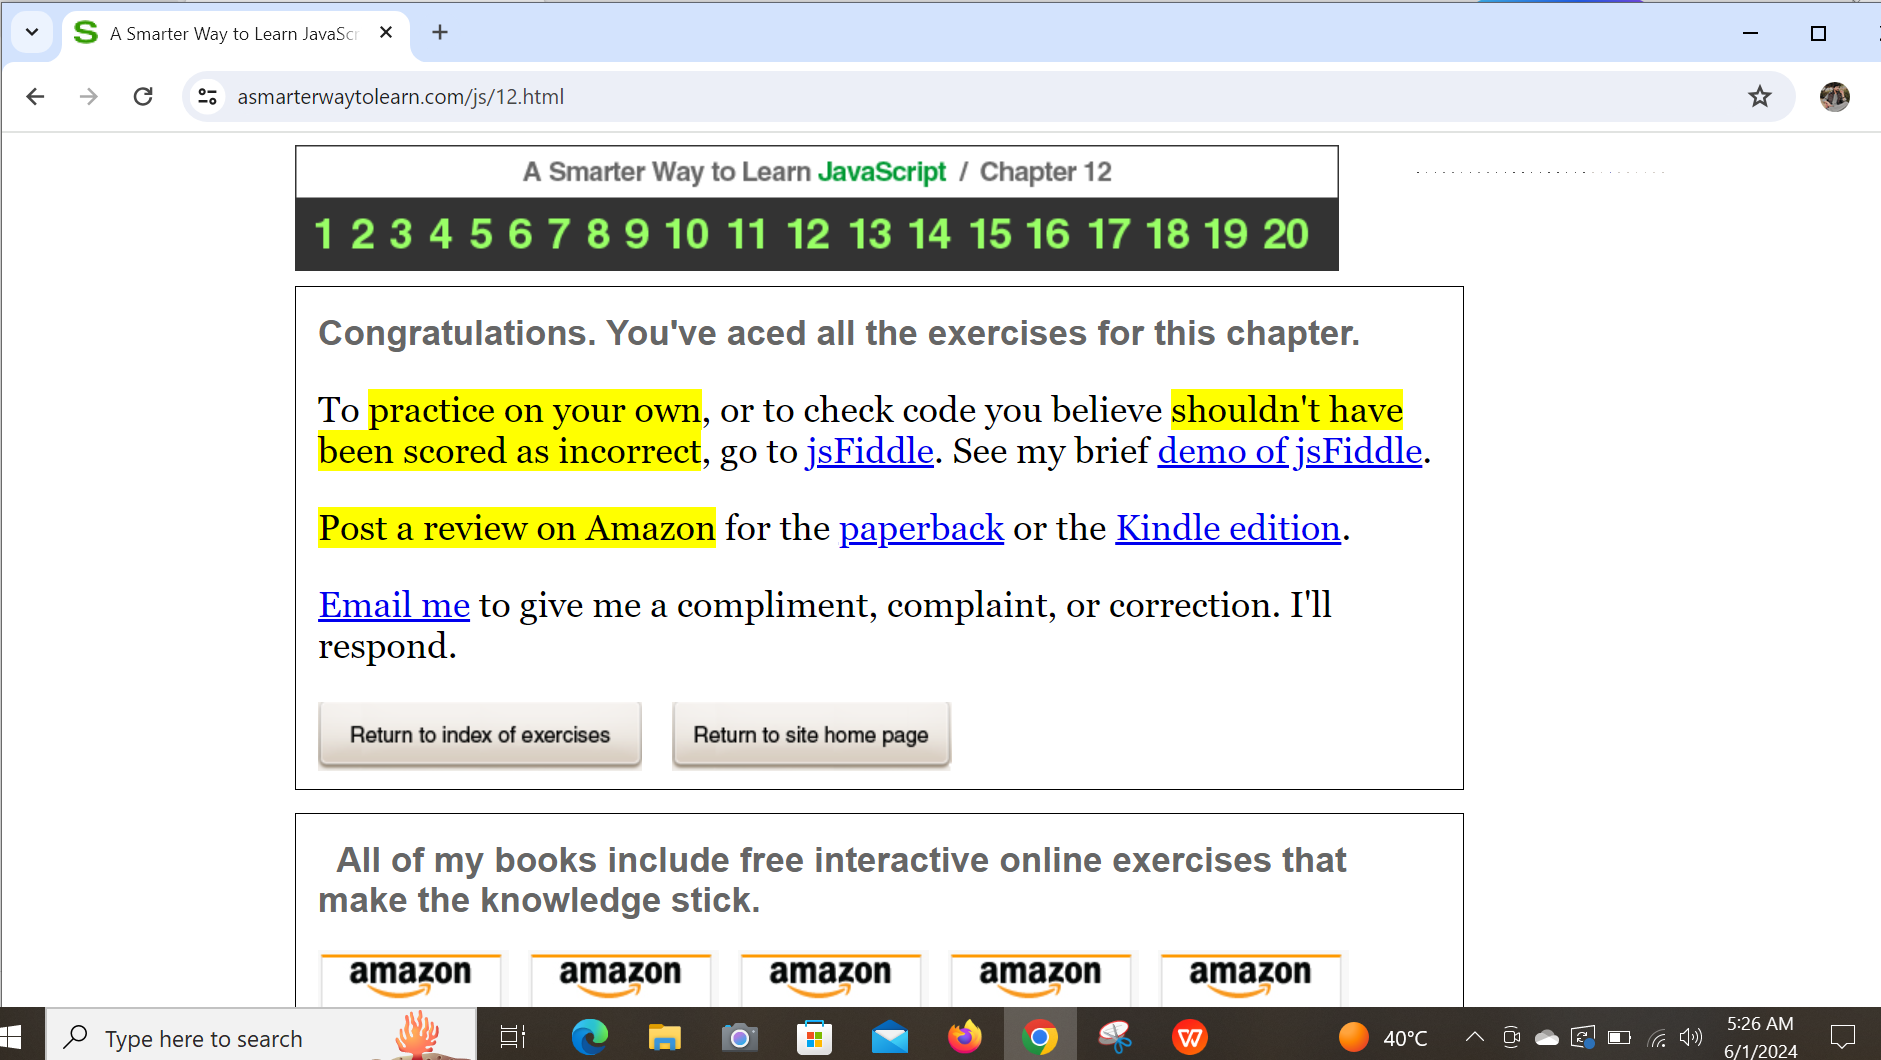 A Smarter Way to Learn JavaScr
asmarterwaytolearn.com/js/12.html
A Smarter Way to Learn JavaScript / Chapter 12
1 2 3 4 5 6 7 8 9 10 11 12 13 14 15 16 17 18 19 20
Congratulations. You've aced all the exercises for this chapter.
To practice on your own, or to check code you believe shouldn't have
been scored as incorrect, go to jsFiddle. See my brief demo of jsFiddle.
Post a review on Amazon for the paperback or the Kindle edition.
Email me to give me a compliment, complaint, or correction. I'll
respond.
Return to index of exercises Return to site home page
All of my books include free interactive online exercises that
make the knowledge stick.
amazon amazon amazon amazon amazon
Type here to search 40°C 5:26 AM
6/1/2024